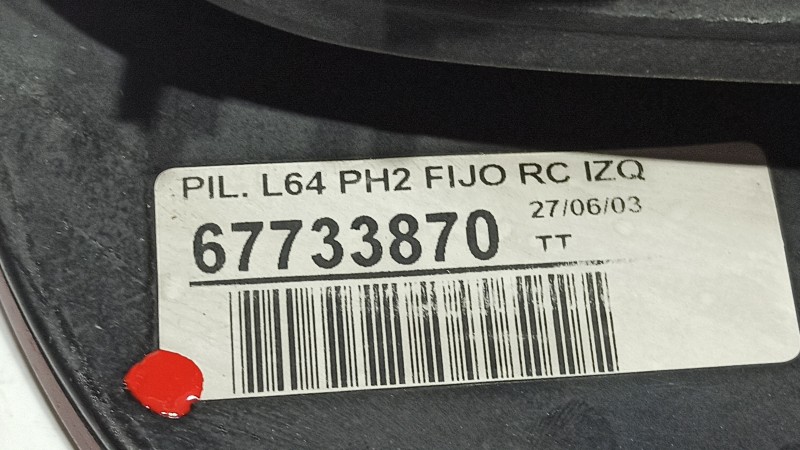 PIL. L64 PH2 FIJO RC IZQ
67733870
27/06/03
TT